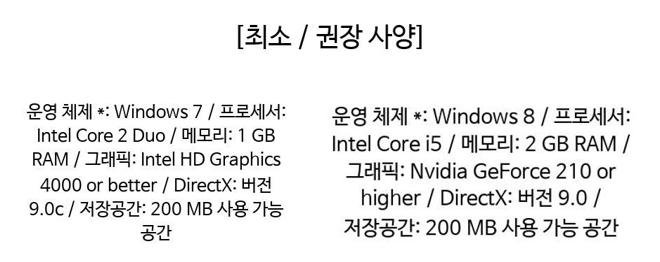 [최소 / 권장 사양]
운영 체제 *: Windows 7 / 프로세서:
Intel Core 2 Duo / 메모리: 1 GB
RAM / 그래픽: Intel HD Graphics
4000 or better / DirectX: 버전
9.0c / 저장공간: 200 MB 사용 가능
공간
운영 체제 *: Windows 8 / 프로세서:
Intel Core i5 / 메모리: 2 GB RAM /
그래픽: Nvidia GeForce 210 or
higher / DirectX: 버전 9.0 /
저장공간: 200 MB 사용 가능 공간